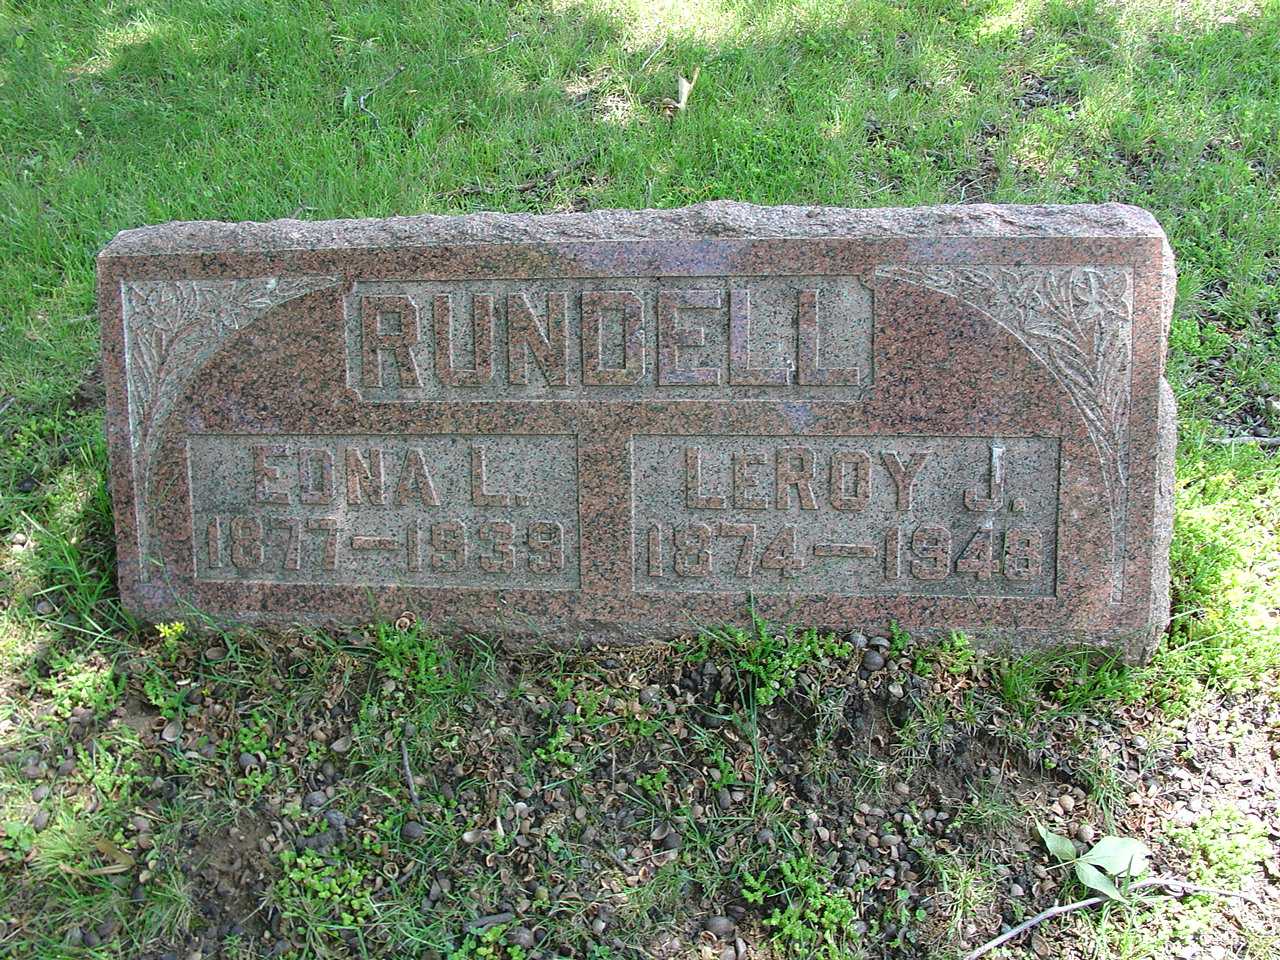 RUNDELL
EDNA L. LEROY J.
1877—1939 1874—1948